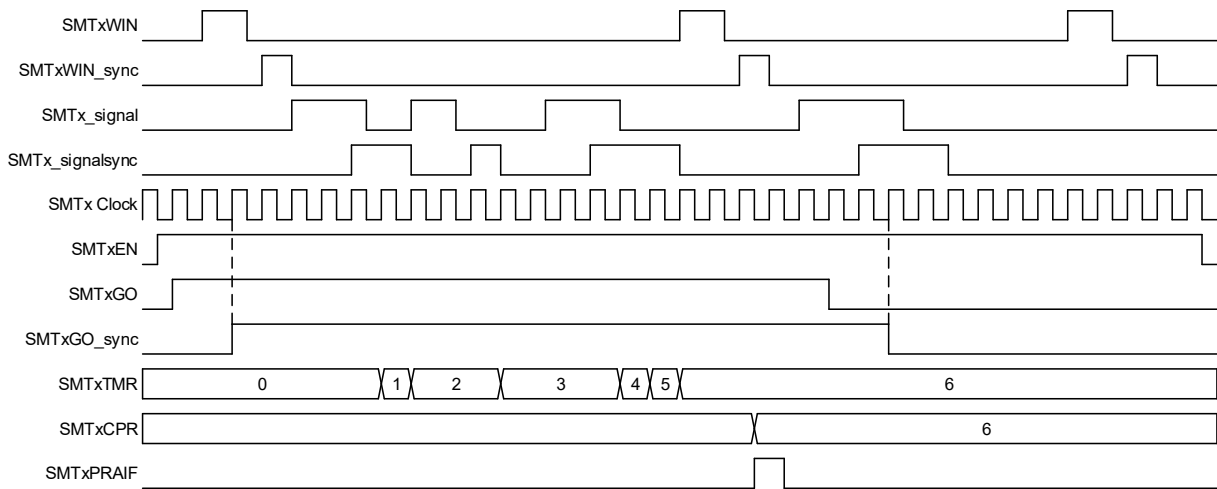 SMTxWIN
SMTxWIN_sync
SMTx_signal
SMTx_signalsync
SMTx Clock
SMTxEN
SMTxGO
SMTxGO_sync
SMTxTMR 0 1 2 3 4 5 6
SMTxCPR 6
SMTxPRAIF